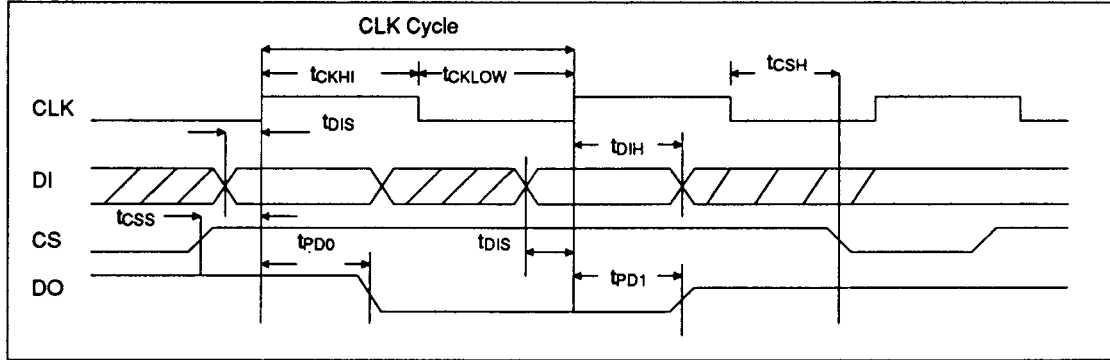 CLK Cycle
tCKHI
tCKLOW
tCSH
CLK
tDIS
tDIH
DI
tCSS
CS
tPD0
tDIS
tPD1
DO